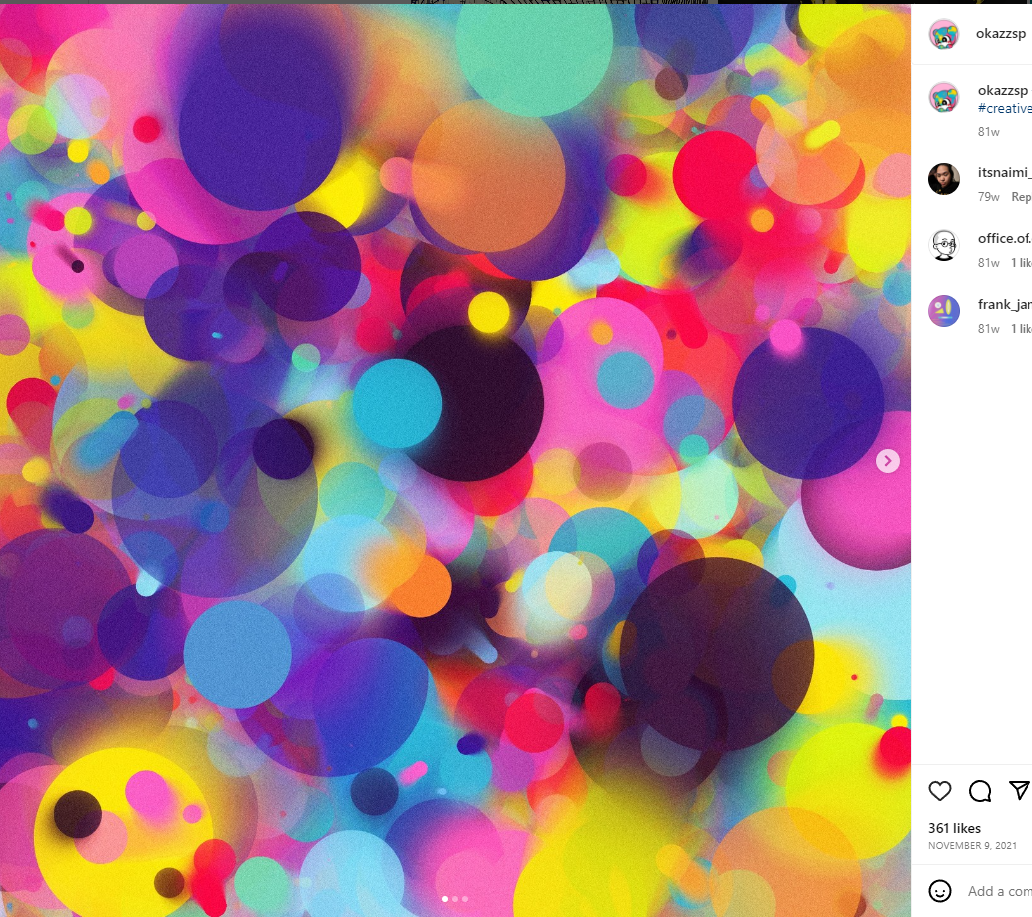 okazzsp
okazzsp
#creative
81w
itsnaimi_
79w Rep
office.of.
81w 1 lik
frank_jar
81w 1 lik
361 likes
NOVEMBER 9, 2021
Add a com